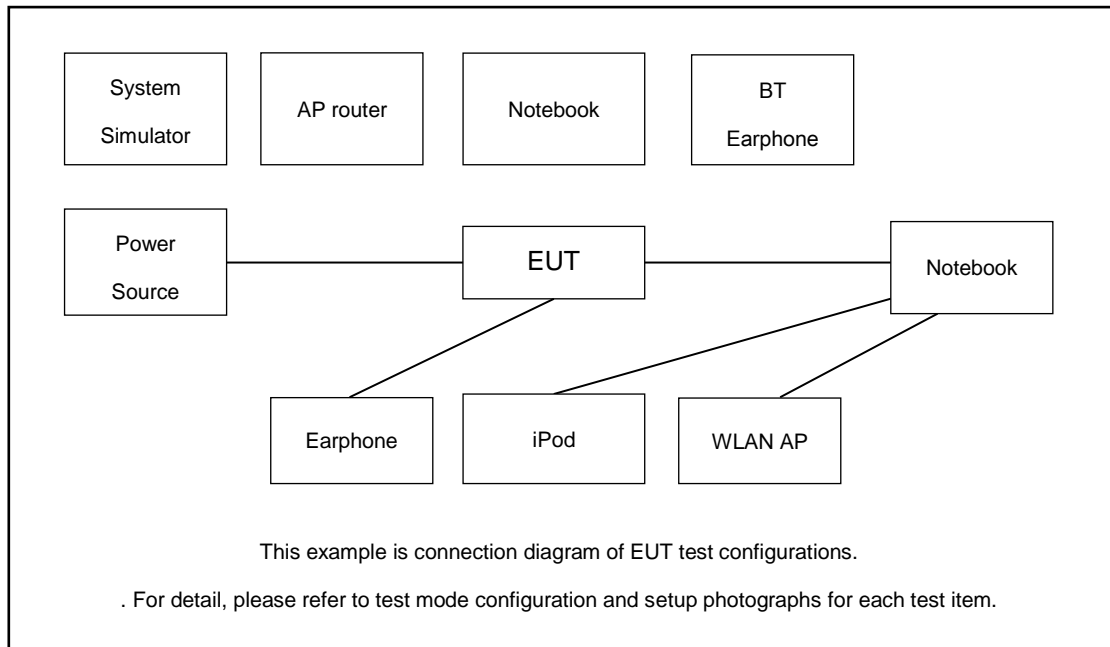 System
Simulator
AP router
Notebook
BT
Earphone
Power
Source
EUT
Notebook
Earphone
iPod
WLAN AP
This example is connection diagram of EUT test configurations.
. For detail, please refer to test mode configuration and setup photographs for each test item.